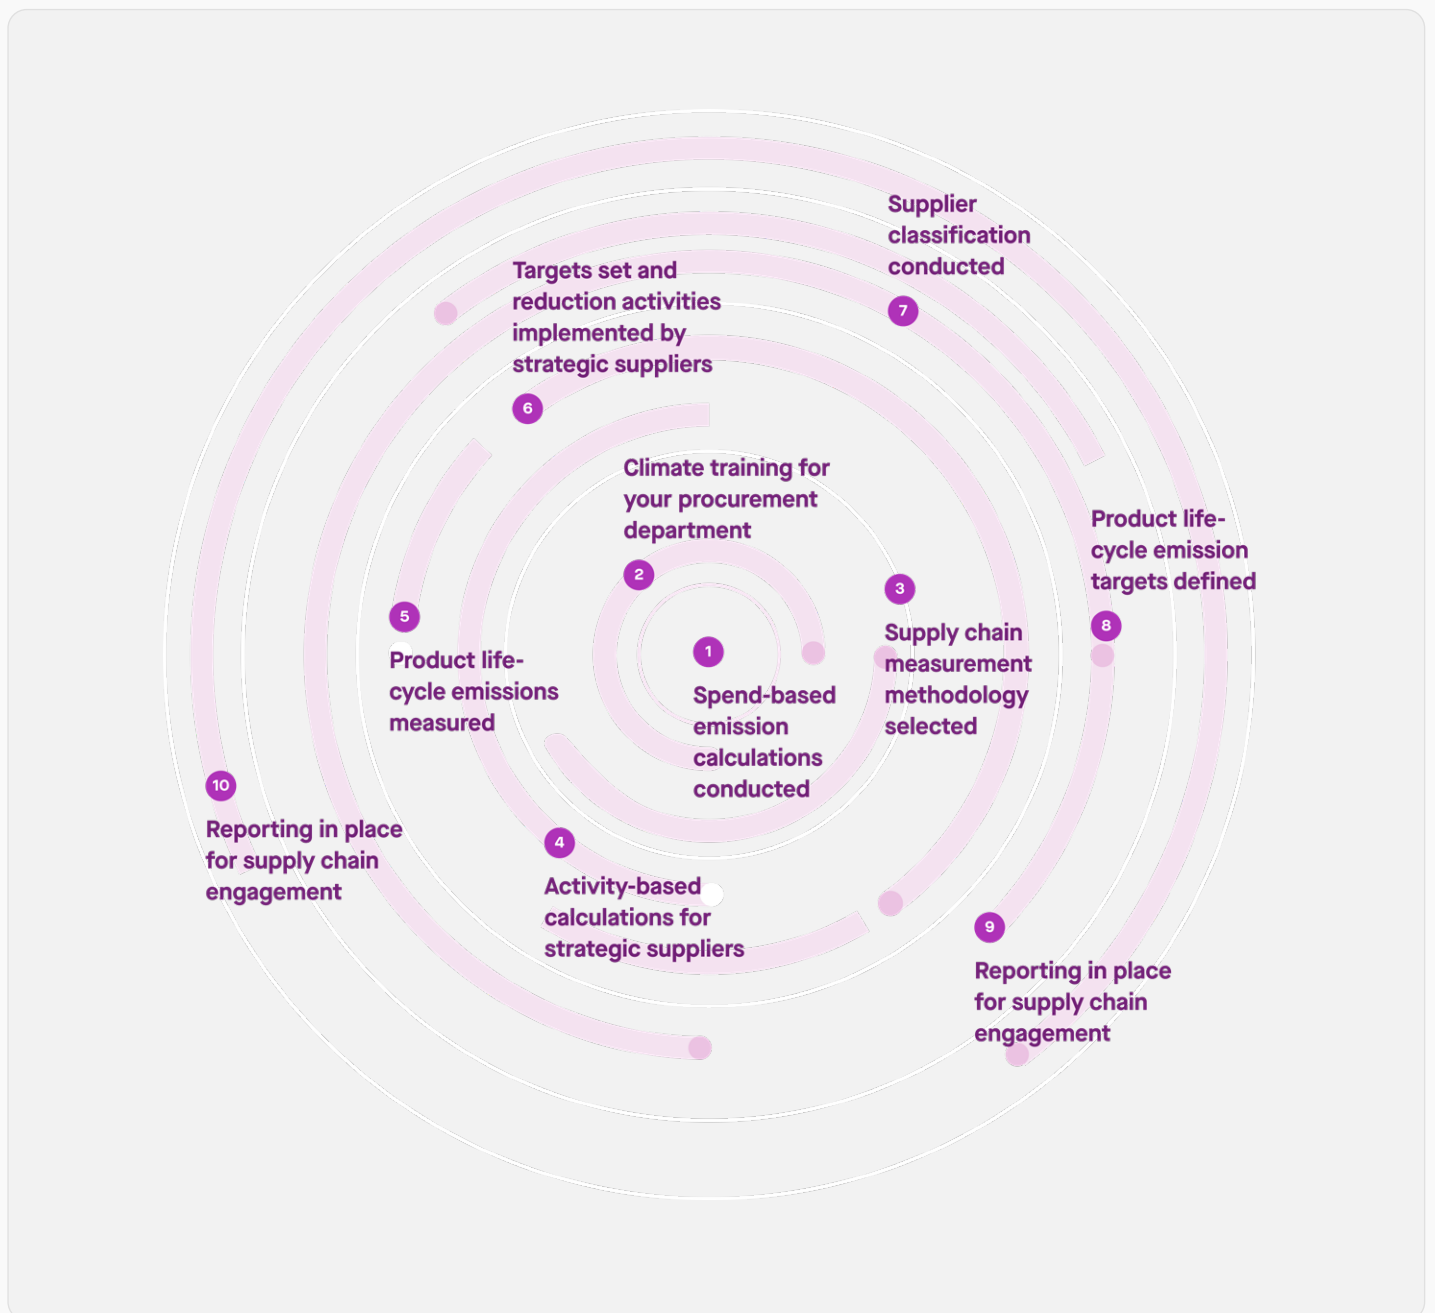 1
Spend-based
emission
calculations
conducted
2
Climate training for
your procurement
department
3
Supply chain
measurement
methodology
selected
4
Activity-based
calculations for
strategic suppliers
5
Product life-
cycle emissions
measured
6
Targets set and
reduction activities
implemented by
strategic suppliers
7
Supplier
classification
conducted
8
Product life-
cycle emission
targets defined
9
Reporting in place
for supply chain
engagement
10
Reporting in place
for supply chain
engagement